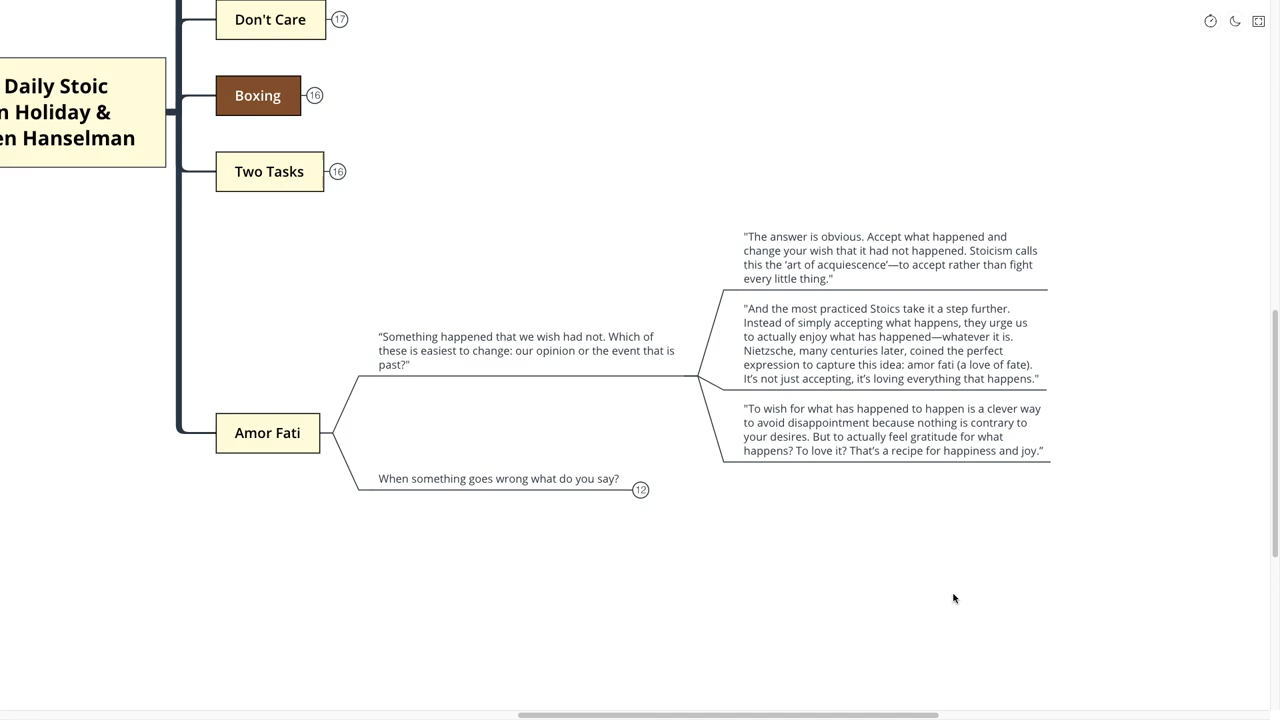 Don't Care
17
Daily Stoic
n Holiday &
en Hanselman
Boxing
16
Two Tasks
16
"The answer is obvious. Accept what happened and
change your wish that it had not happened. Stoicism calls
this the ‘art of acquiescence’—to accept rather than fight
every little thing."
"And the most practiced Stoics take it a step further.
Instead of simply accepting what happens, they urge us
to actually enjoy what has happened—whatever it is.
Nietzsche, many centuries later, coined the perfect
expression to capture this idea: amor fati (a love of fate).
It’s not just accepting, it’s loving everything that happens."
“Something happened that we wish had not. Which of
these is easiest to change: our opinion or the event that is
past?"
"To wish for what has happened to happen is a clever way
to avoid disappointment because nothing is contrary to
your desires. But to actually feel gratitude for what
happens? To love it? That’s a recipe for happiness and joy.”
Amor Fati
When something goes wrong what do you say?
12